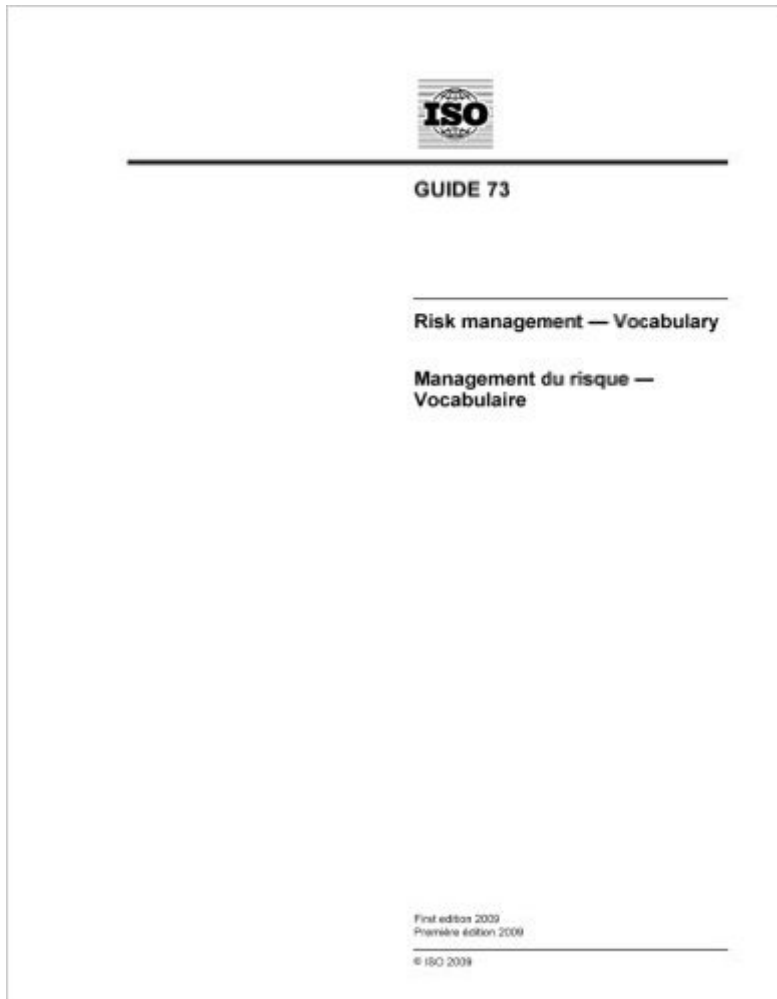 ISO
GUIDE 73
Risk management — Vocabulary
Management du risque —
Vocabulaire
First edition 2009
Première édition 2009
© ISO 2009